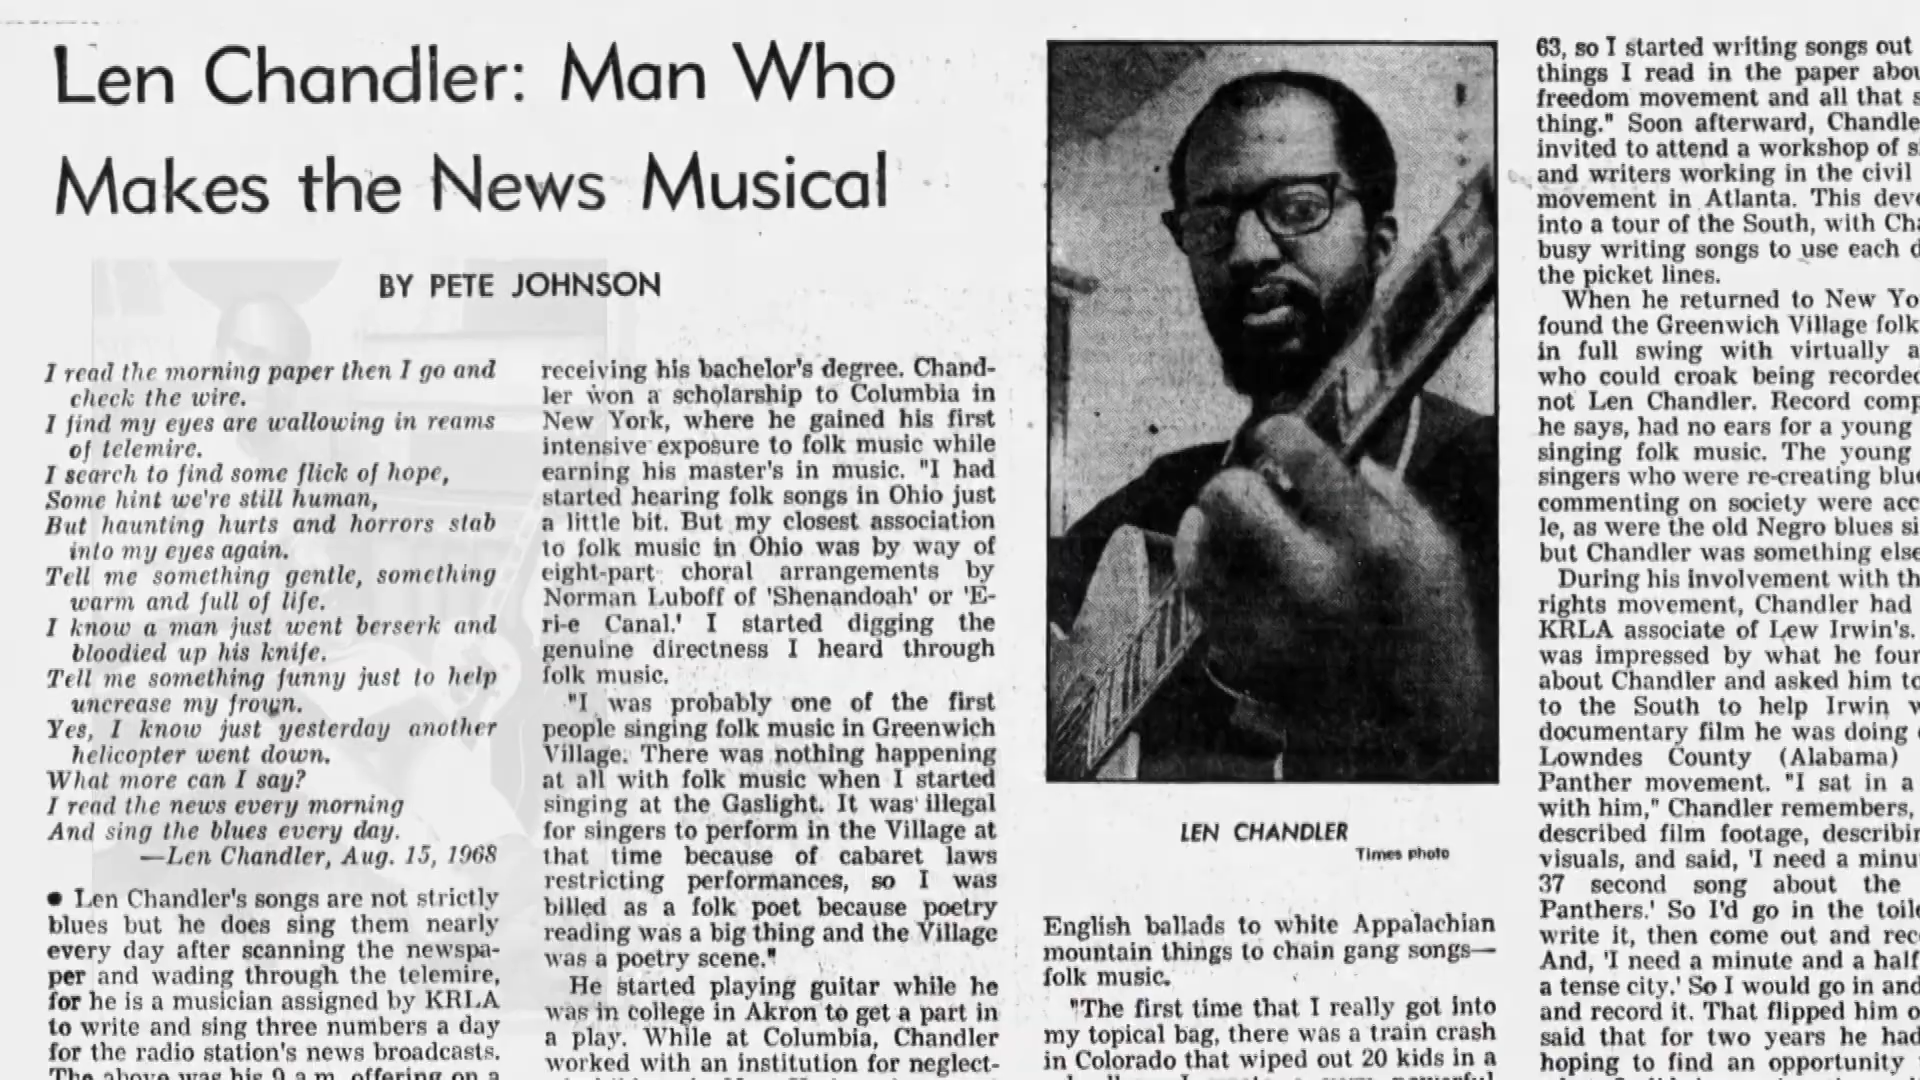 Len Chandler: Man Who
Makes the News Musical
BY PETE JOHNSON
I read the morning paper then I go and
check the wire.
I find my eyes are wallowing in reams
of telemire.
I search to find some flick of hope,
Some hint we're still human,
But haunting hurts and horrors stab
into my eyes again.
Tell me something gentle, something
warm and full of life.
I know a man just went berserk and
bloodied up his knife.
Tell me something funny just to help
uncrease my frown.
Yes, I know just yesterday another
helicopter went down.
What more can I say?
I read the news every morning
And sing the blues every day.
—Len Chandler, Aug. 15, 1968
● Len Chandler's songs are not strictly
blues but he does sing them nearly
every day after scanning the newspa-
per and wading through the telemire,
for he is a musician assigned by KRLA
to write and sing three numbers a day
for the radio station's news broadcasts.
The above was his 9 a.m. offering on a
receiving his bachelor's degree. Chand-
ler won a scholarship to Columbia in
New York, where he gained his first
intensive exposure to folk music while
earning his master's in music. "I had
started hearing folk songs in Ohio just
a little bit. But my closest association
to folk music in Ohio was by way of
eight-part choral arrangements by
Norman Luboff of 'Shenandoah' or 'E-
ri-e Canal.' I started digging the
genuine directness I heard through
folk music.
"I was probably one of the first
people singing folk music in Greenwich
Village. There was nothing happening
at all with folk music when I started
singing at the Gaslight. It was illegal
for singers to perform in the Village at
that time because of cabaret laws
restricting performances, so I was
billed as a folk poet because poetry
reading was a big thing and the Village
was a poetry scene."
He started playing guitar while he
was in college in Akron to get a part in
a play. While at Columbia, Chandler
worked with an institution for neglect-
LEN CHANDLER
Times photo
English ballads to white Appalachian
mountain things to chain gang songs—
folk music.
"The first time that I really got into
my topical bag, there was a train crash
in Colorado that wiped out 20 kids in a
63, so I started writing songs out
things I read in the paper abou
freedom movement and all that s
thing." Soon afterward, Chandle
invited to attend a workshop of s
and writers working in the civil
movement in Atlanta. This deve
into a tour of the South, with Cha
busy writing songs to use each d
the picket lines.
When he returned to New Yo
found the Greenwich Village folk
in full swing with virtually a
who could croak being recorded
not Len Chandler. Record comp
he says, had no ears for a young
singing folk music. The young
singers who were re-creating blue
commenting on society were acc
le, as were the old Negro blues si
but Chandler was something else
During his involvement with th
rights movement, Chandler had
KRLA associate of Lew Irwin's.
was impressed by what he foun
about Chandler and asked him to
to the South to help Irwin w
documentary film he was doing
Lowndes County (Alabama)
Panther movement. "I sat in a
with him," Chandler remembers,
described film footage, describin
visuals, and said, 'I need a minu
37 second song about the
Panthers.' So I'd go in the toile
write it, then come out and rec
And, 'I need a minute and a half
a tense city.' So I would go in and
and record it. That flipped him o
said that for two years he had
hoping to find an opportunity